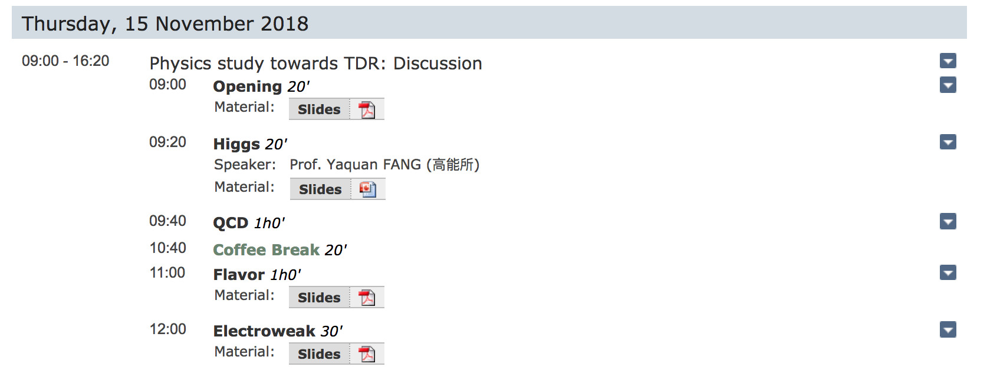 Thursday, 15 November 2018
09:00 - 16:20 Physics study towards TDR: Discussion
09:00 Opening 20'
Material: Slides
09:20 Higgs 20'
Speaker: Prof. Yaquan FANG (高能所)
Material: Slides
09:40 QCD 1h0'
10:40 Coffee Break 20'
11:00 Flavor 1h0'
Material: Slides
12:00 Electroweak 30'
Material: Slides